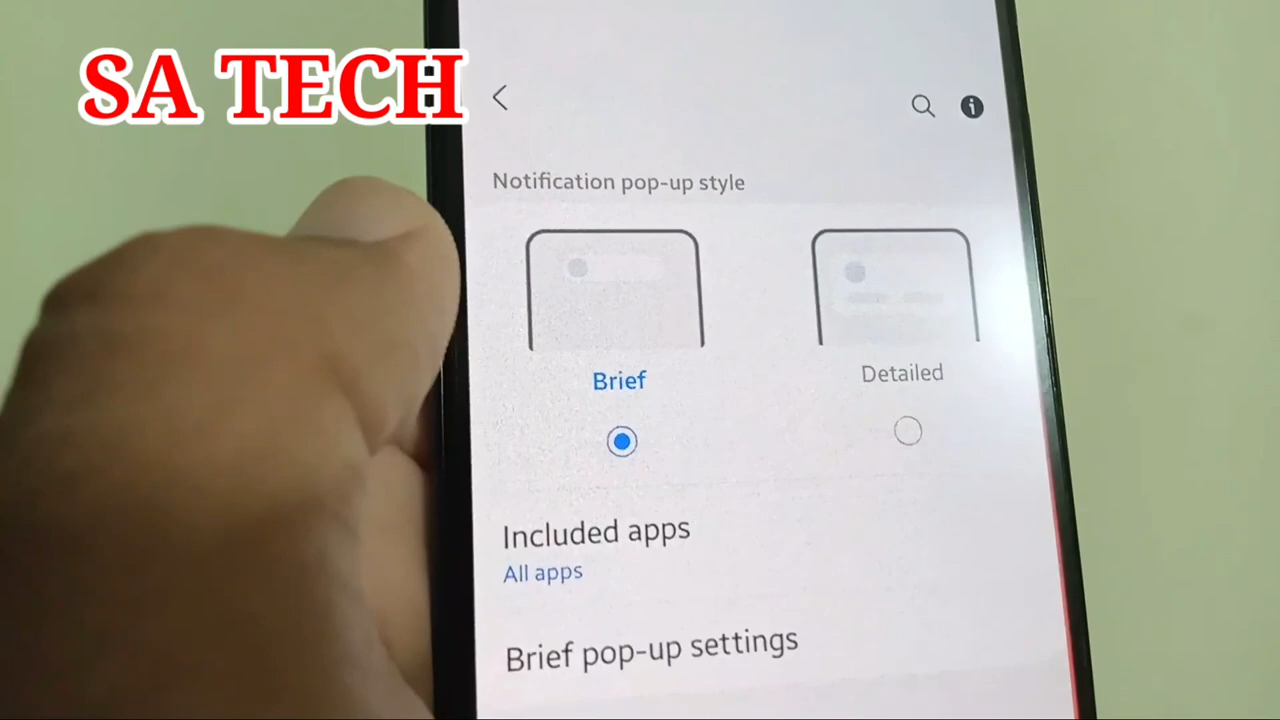 SA TECH
Notification pop-up style
Brief
Detailed
Included apps
All apps
Brief pop-up settings